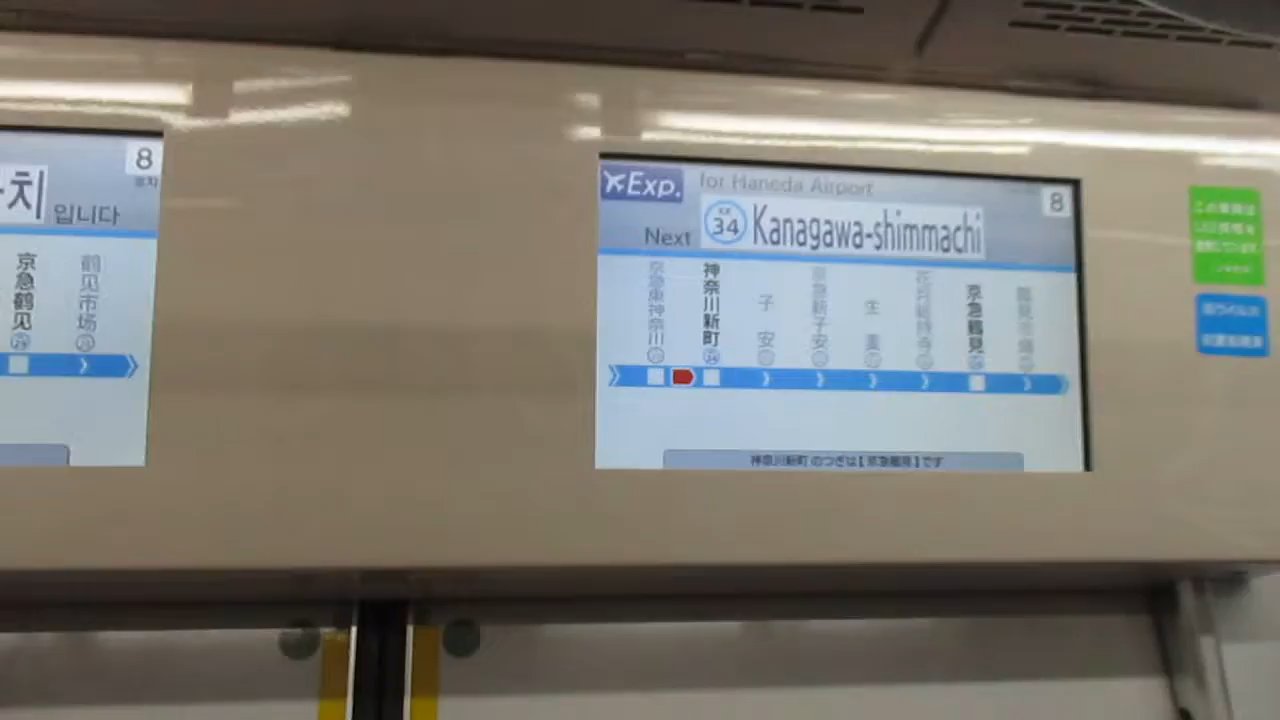 8
치 입니다
京急鶴見
鶴見市場
Exp. for Haneda Airport
8
Next 34 Kanagawa-shimmachi
京急東神奈川
神奈川新町
子安
京急新子安
生麦
花月総持寺
京急鶴見
鶴見市場
神奈川新町 のつぎは【京急鶴見】です